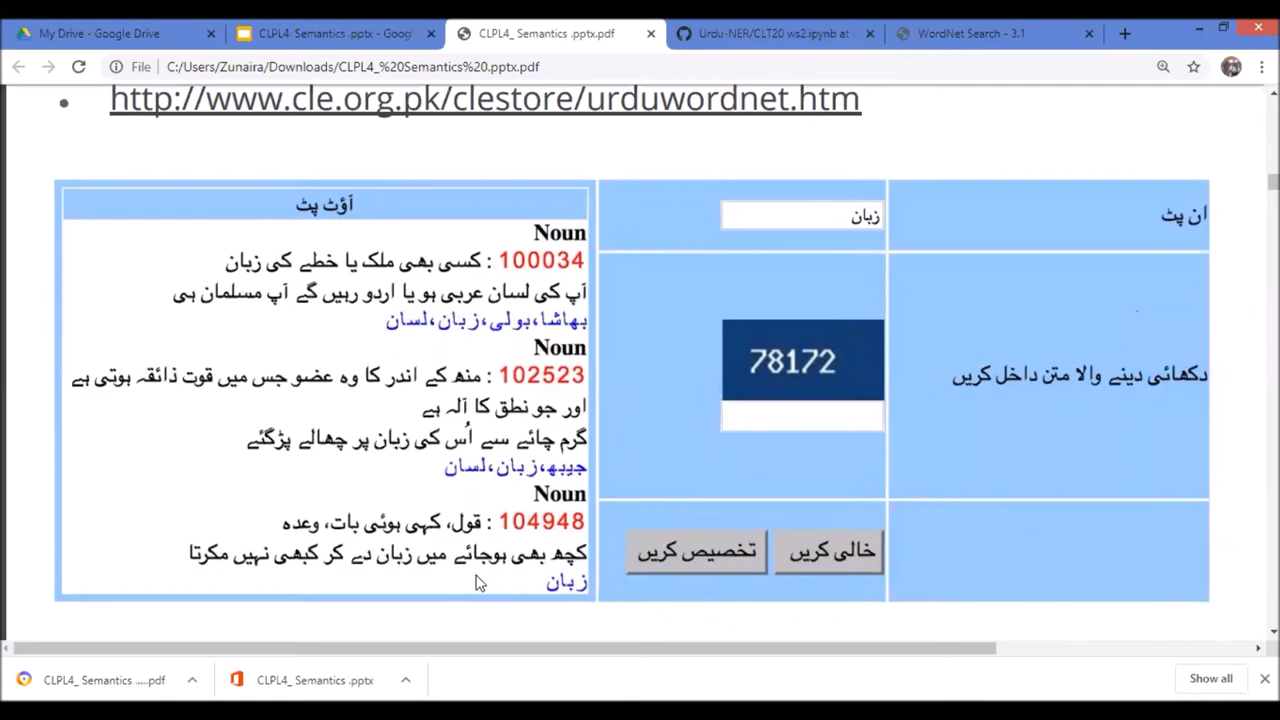 My Drive - Google Drive
CLPL4_ Semantics .pptx - Goog
CLPL4_ Semantics .pptx.pdf
Urdu-NER/CLT20 ws2.ipynb at
WordNet Search - 3.1
File C:/Users/Zunaira/Downloads/CLPL4_%20Semantics%20.pptx.pdf
http://www.cle.org.pk/clestore/urduwordnet.htm
ان پٹ
زبان
دکھائی دینے والا متن داخل کریں
78172
خالی کریں
تخصیص کریں
آؤٹ پٹ
Noun
100034 : کسی بھی ملک یا خطے کی زبان
آپ کی لسان عربی ہو یا اردو رہیں گے آپ مسلمان ہی
بھاشا،بولی،زبان،لسان
Noun
102523 : منھ کے اندر کا وہ عضو جس میں قوت ذائقہ ہوتی ہے
اور جو نطق کا آلہ ہے
گرم چائے سے اُس کی زبان پر چھالے پڑگئے
جیبھ،زبان،لسان
Noun
104948 : قول، کہی ہوئی بات، وعدہ
کچھ بھی ہوجائے میں زبان دے کر کبھی نہیں مکرتا
زبان
CLPL4_ Semantics .....pdf
CLPL4_ Semantics .pptx
Show all